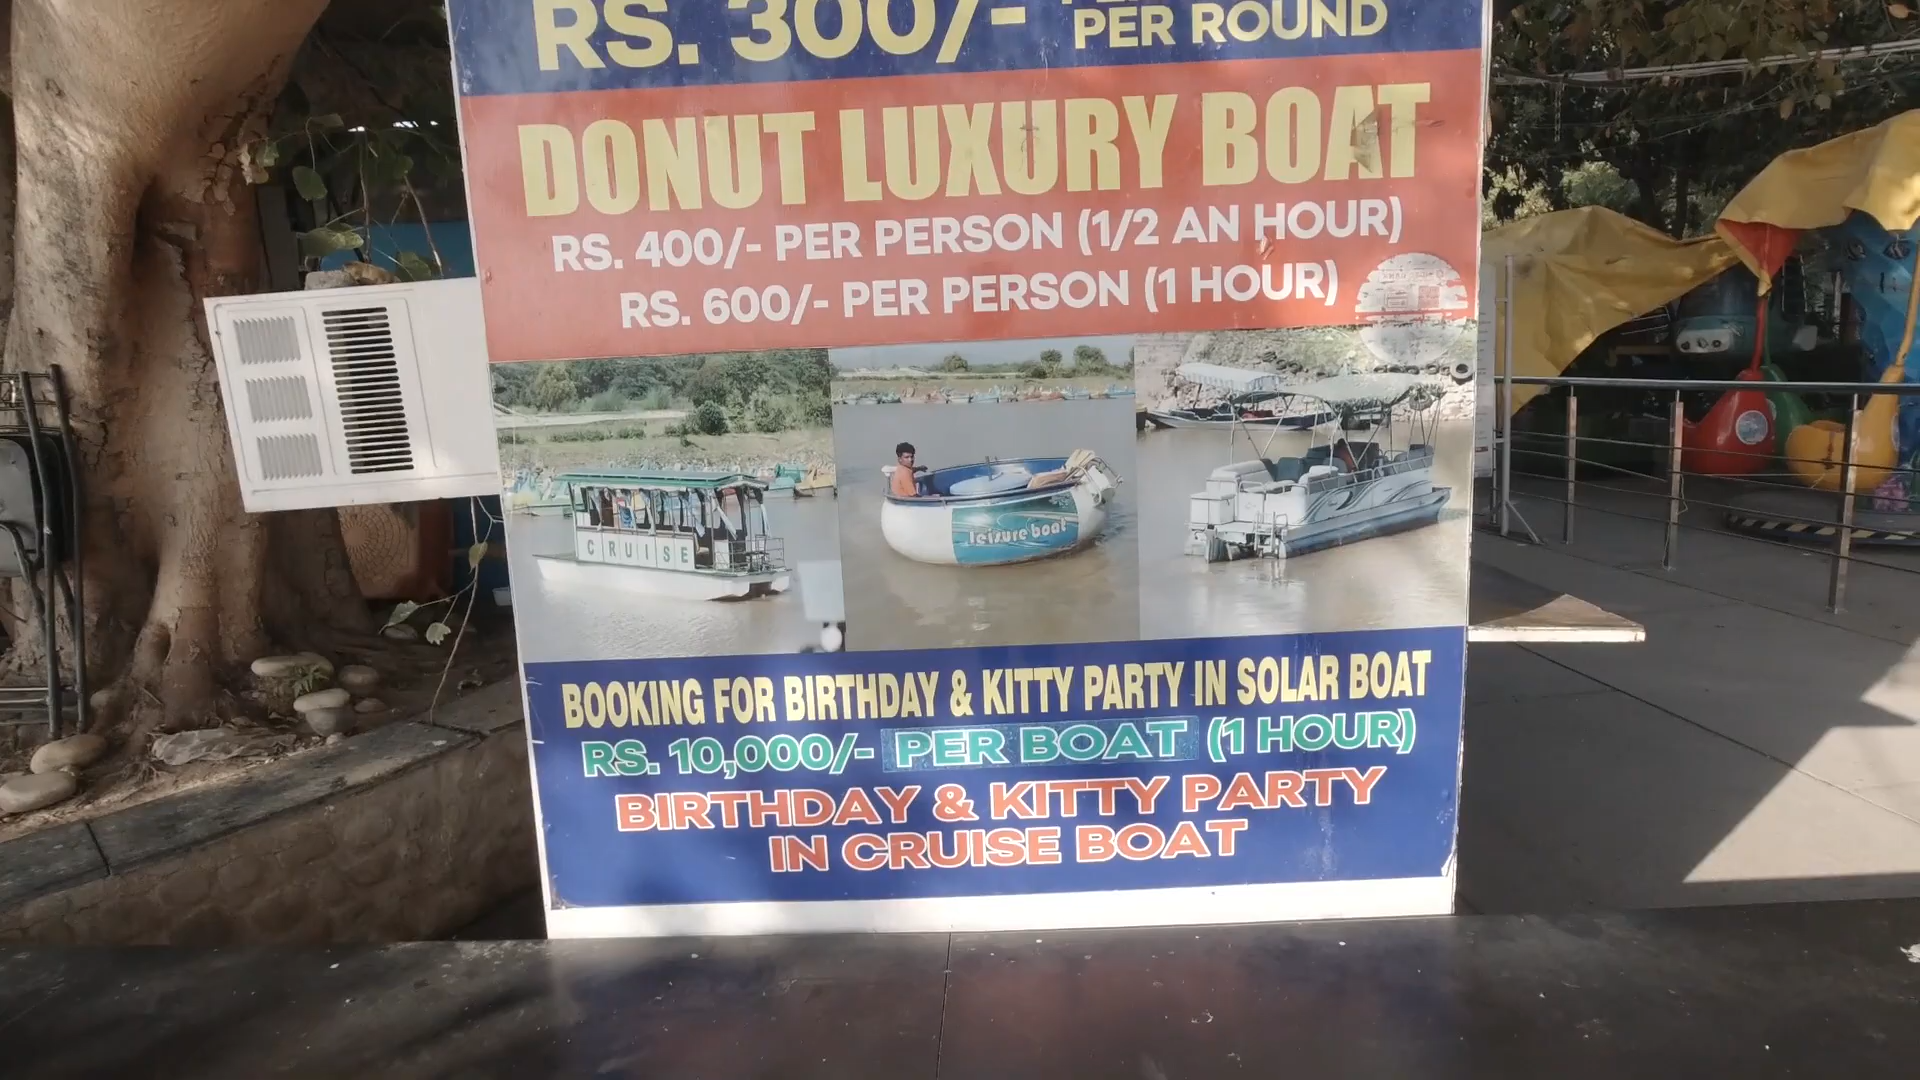 RS. 300/-
PER ROUND
DONUT LUXURY BOAT
RS. 400/- PER PERSON (1/2 AN HOUR)
RS. 600/- PER PERSON (1 HOUR)
CRUISE
leisure boat
BOOKING FOR BIRTHDAY & KITTY PARTY IN SOLAR BOAT
RS. 10,000/- PER BOAT (1 HOUR)
BIRTHDAY & KITTY PARTY
IN CRUISE BOAT